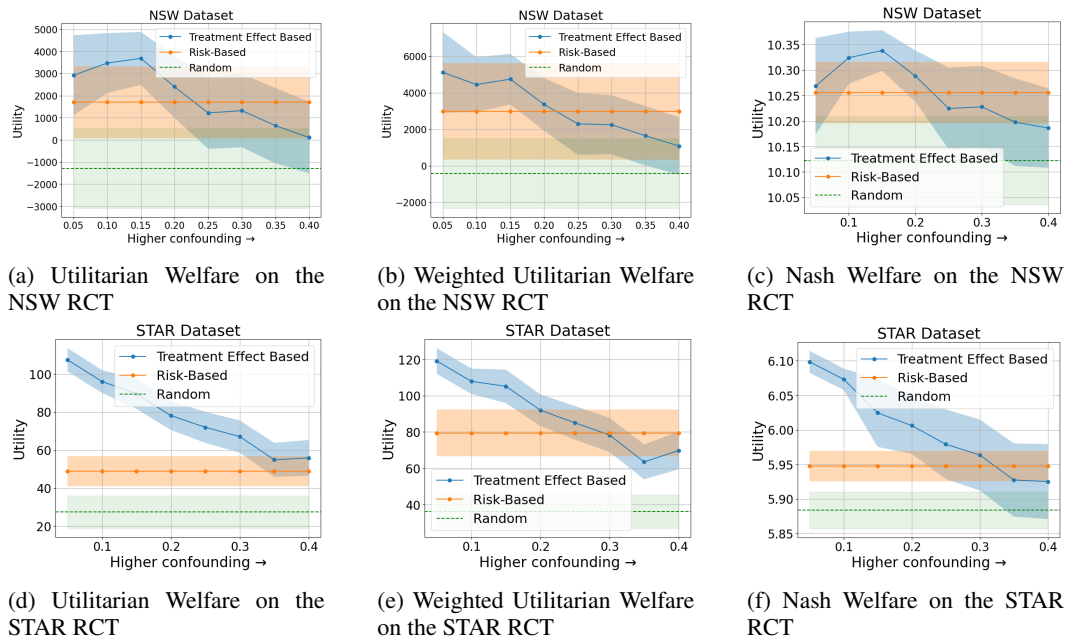 NSW Dataset
Utility
5000
4000
3000
2000
1000
0
−1000
−2000
−3000
Treatment Effect Based
Risk-Based
Random
0.05 0.10 0.15 0.20 0.25 0.30 0.35 0.40
Higher confounding →
(a) Utilitarian Welfare on the
NSW RCT
NSW Dataset
Utility
6000
4000
2000
0
−2000
Treatment Effect Based
Risk-Based
Random
0.05 0.10 0.15 0.20 0.25 0.30 0.35 0.40
Higher confounding →
(b) Weighted Utilitarian Welfare
on the NSW RCT
NSW Dataset
Utility
10.35
10.30
10.25
10.20
10.15
10.10
10.05
Treatment Effect Based
Risk-Based
Random
0.1 0.2 0.3 0.4
Higher confounding →
(c) Nash Welfare on the NSW
RCT
STAR Dataset
Utility
100
80
60
40
20
Treatment Effect Based
Risk-Based
Random
0.1 0.2 0.3 0.4
Higher confounding →
(d) Utilitarian Welfare on the
STAR RCT
STAR Dataset
Utility
120
100
80
60
40
Treatment Effect Based
Risk-Based
Random
0.1 0.2 0.3 0.4
Higher confounding →
(e) Weighted Utilitarian Welfare
on the STAR RCT
STAR Dataset
Utility
6.10
6.05
6.00
5.95
5.90
5.85
Treatment Effect Based
Risk-Based
Random
0.1 0.2 0.3 0.4
Higher confounding →
(f) Nash Welfare on the STAR
RCT